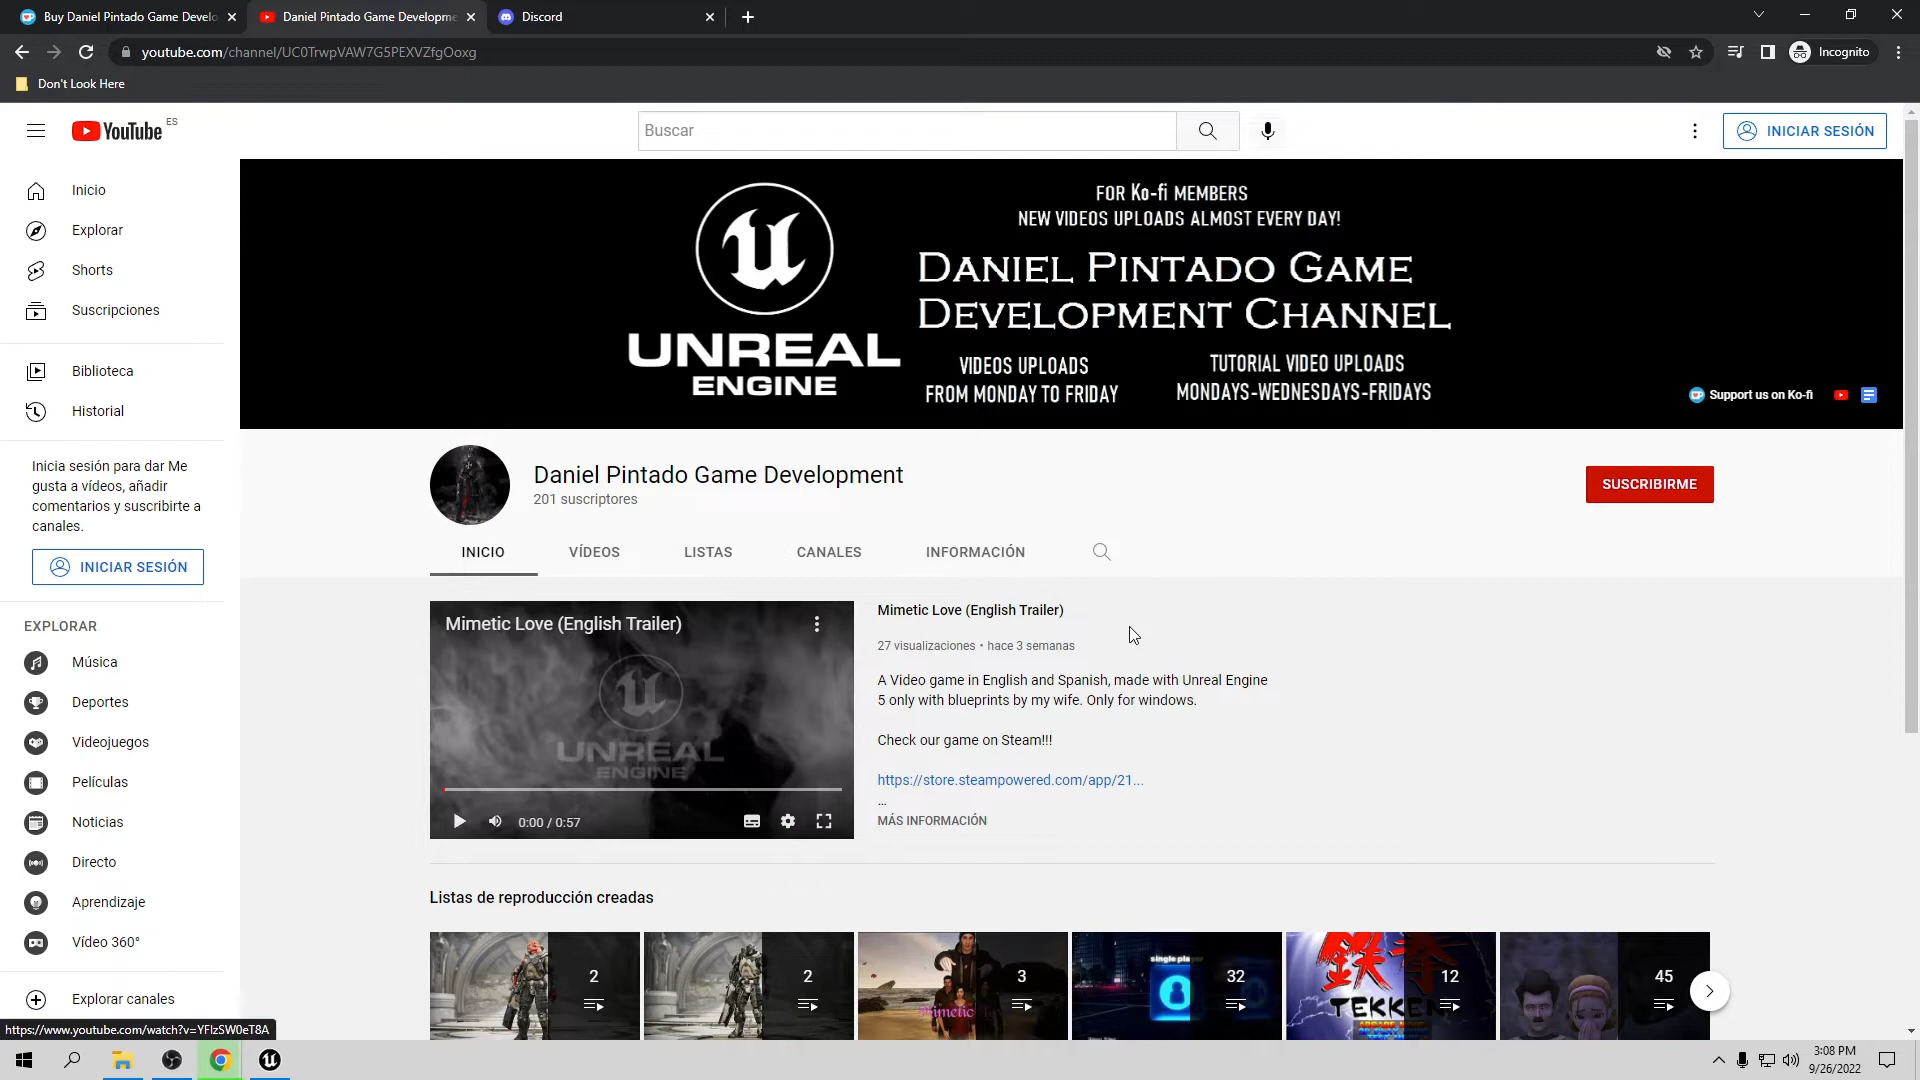 Buy Daniel Pintado Game Develo
Daniel Pintado Game Developme
Discord
youtube.com/channel/UC0TrwpVAW7G5PEXVZfgOoxg
Incognito
Don't Look Here
YouTube ES
Buscar
INICIAR SESIÓN
Inicio
Explorar
Shorts
Suscripciones
Biblioteca
Historial
Inicia sesión para dar Me
gusta a vídeos, añadir
comentarios y suscribirte a
canales.
INICIAR SESIÓN
EXPLORAR
Música
Deportes
Videojuegos
Películas
Noticias
Directo
Aprendizaje
Vídeo 360°
Explorar canales
https://www.youtube.com/watch?v=YFlzSW0eT8A
UNREAL
ENGINE
FOR Ko-fi MEMBERS
NEW VIDEOS UPLOADS ALMOST EVERY DAY!
DANIEL PINTADO GAME
DEVELOPMENT CHANNEL
VIDEOS UPLOADS
FROM MONDAY TO FRIDAY
TUTORIAL VIDEO UPLOADS
MONDAYS-WEDNESDAYS-FRIDAYS
Support us on Ko-fi
Daniel Pintado Game Development
201 suscriptores
SUSCRIBIRME
INICIO
VÍDEOS
LISTAS
CANALES
INFORMACIÓN
Mimetic Love (English Trailer)
UNREAL
ENGINE
0:00 / 0:57
Mimetic Love (English Trailer)
27 visualizaciones • hace 3 semanas
A Video game in English and Spanish, made with Unreal Engine
5 only with blueprints by my wife. Only for windows.
Check our game on Steam!!!
https://store.steampowered.com/app/21...
...
MÁS INFORMACIÓN
Listas de reproducción creadas
2
2
3
Mimetic
single pla
32
12
TEKKEN
45
3:08 PM
9/26/2022